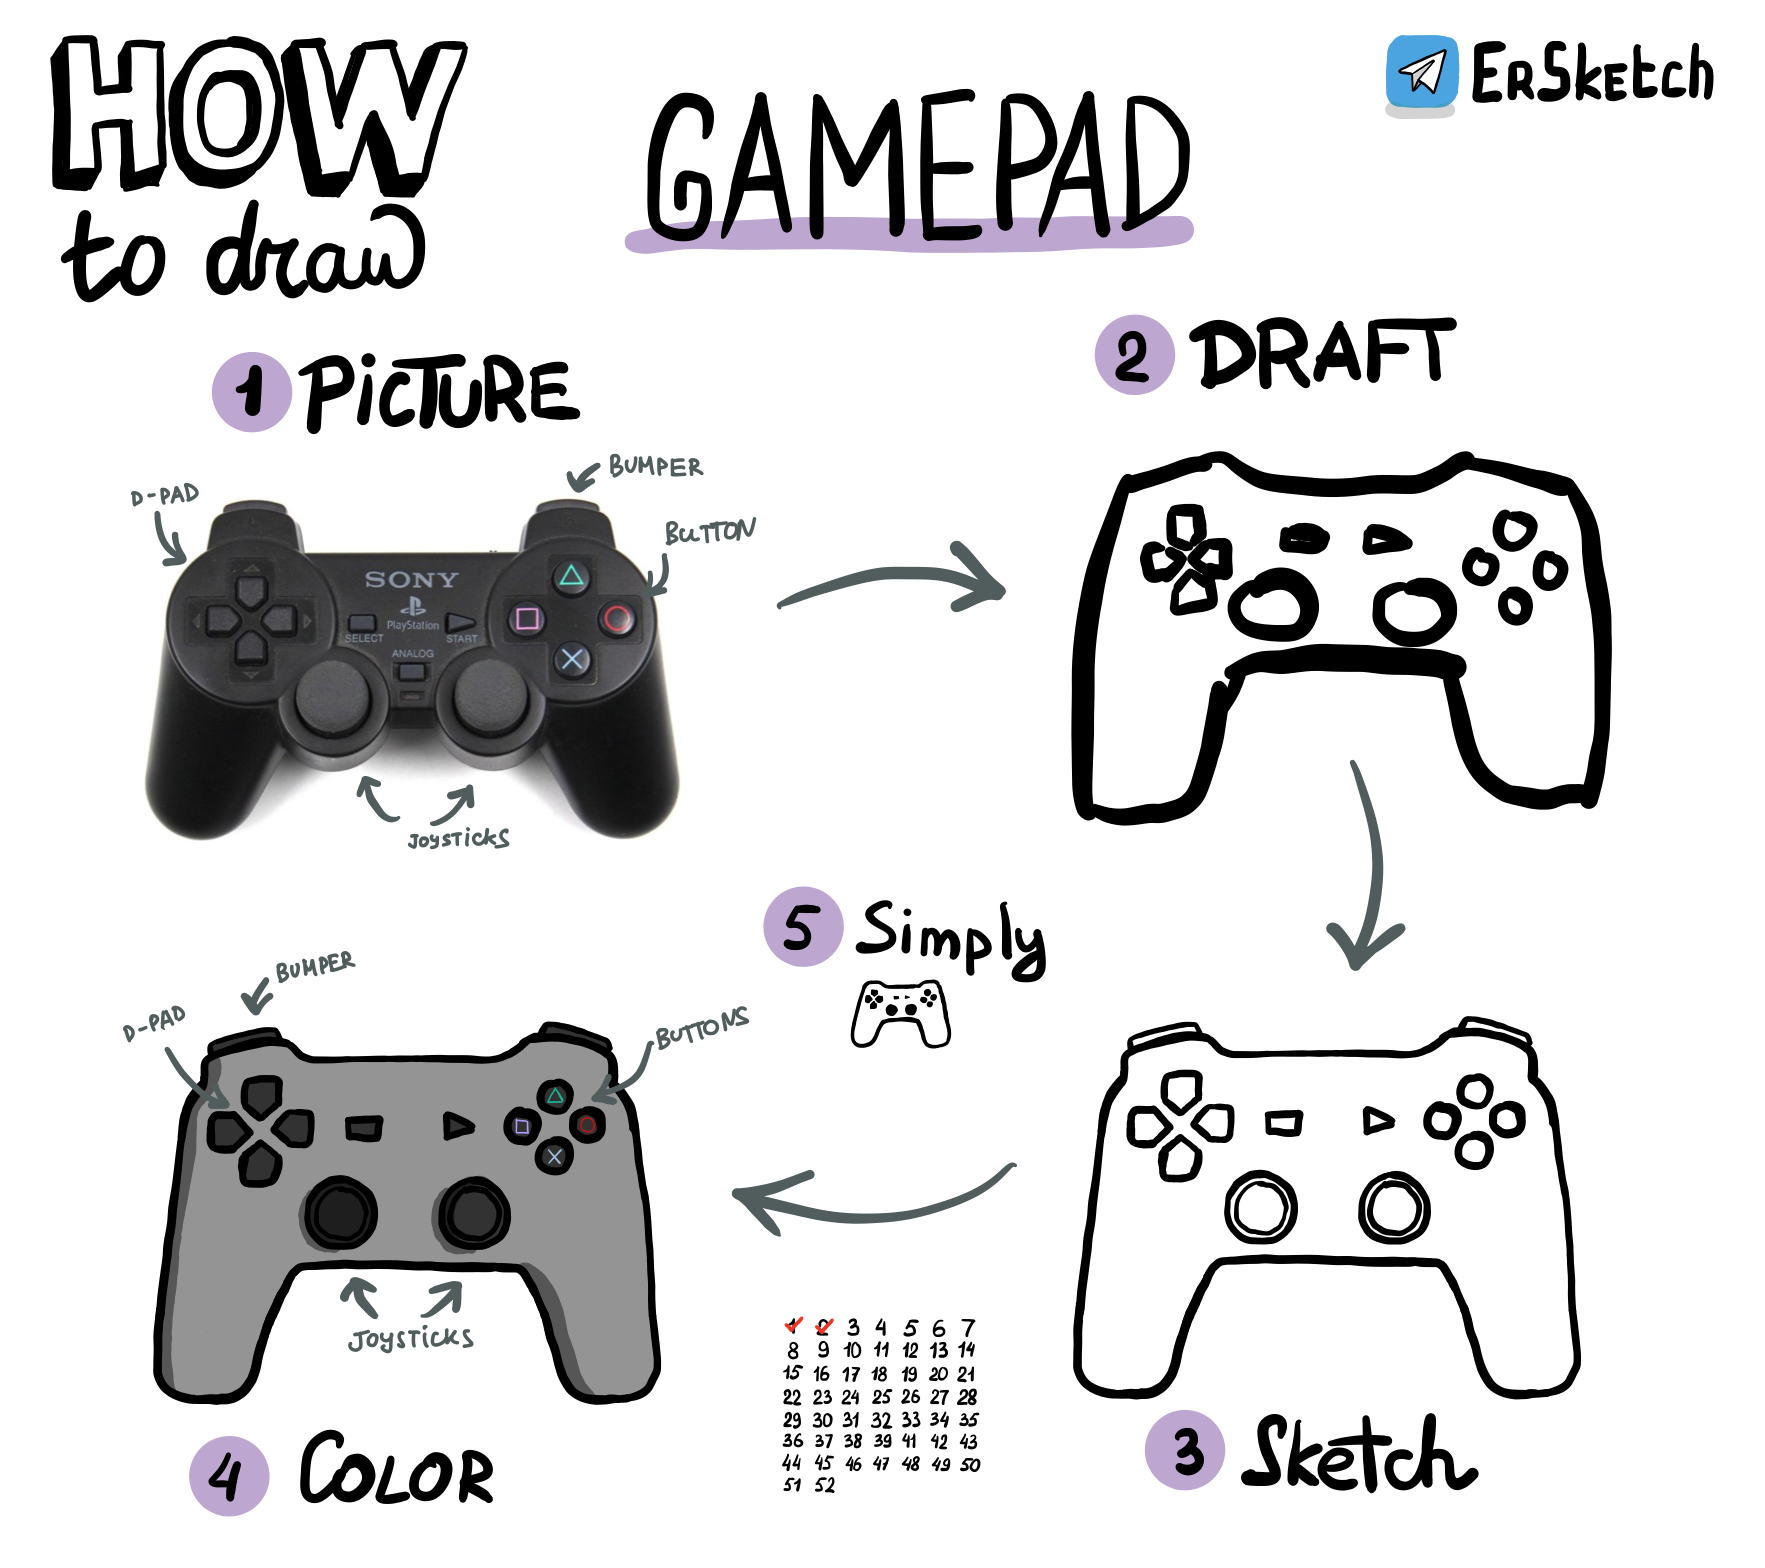 HOW
to draw
GAMEPAD
ErSketch
1 PiCTURE
D-PAD
BUMPER
BUTTON
SONY
PlayStation
SELECT
START
ANALOG
JOYSTiCKS
2 DRAFT
3 Sketch
4 COLOR
D-PAD
BUMPER
BUTTONS
JOYSTiCKS
5 Simply
1 2 3 4 5 6 7
8 9 10 11 12 13 14
15 16 17 18 19 20 21
22 23 24 25 26 27 28
29 30 31 32 33 34 35
36 37 38 39 41 42 43
44 45 46 47 48 49 50
51 52